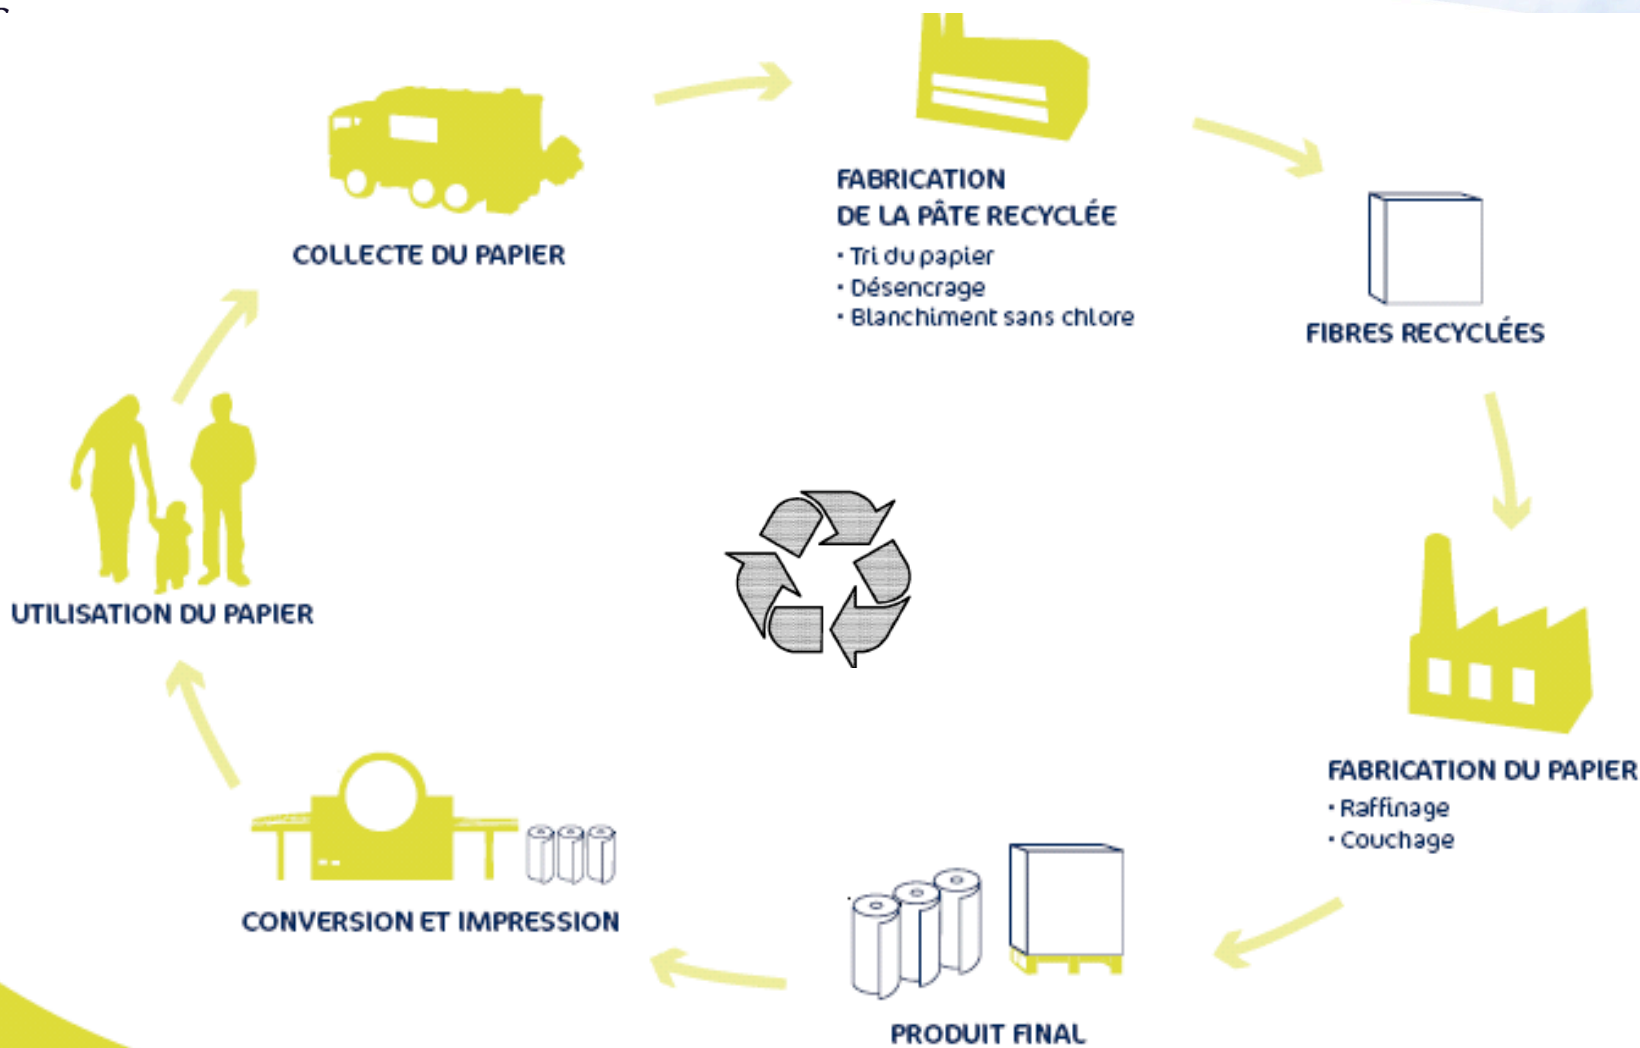 COLLECTE DU PAPIER
FABRICATION
DE LA PÂTE RECYCLÉE
· Tri du papier
· Désencrage
· Blanchiment sans chlore
FIBRES RECYCLÉES
FABRICATION DU PAPIER
· Raffinage
· Couchage
PRODUIT FINAL
CONVERSION ET IMPRESSION
UTILISATION DU PAPIER